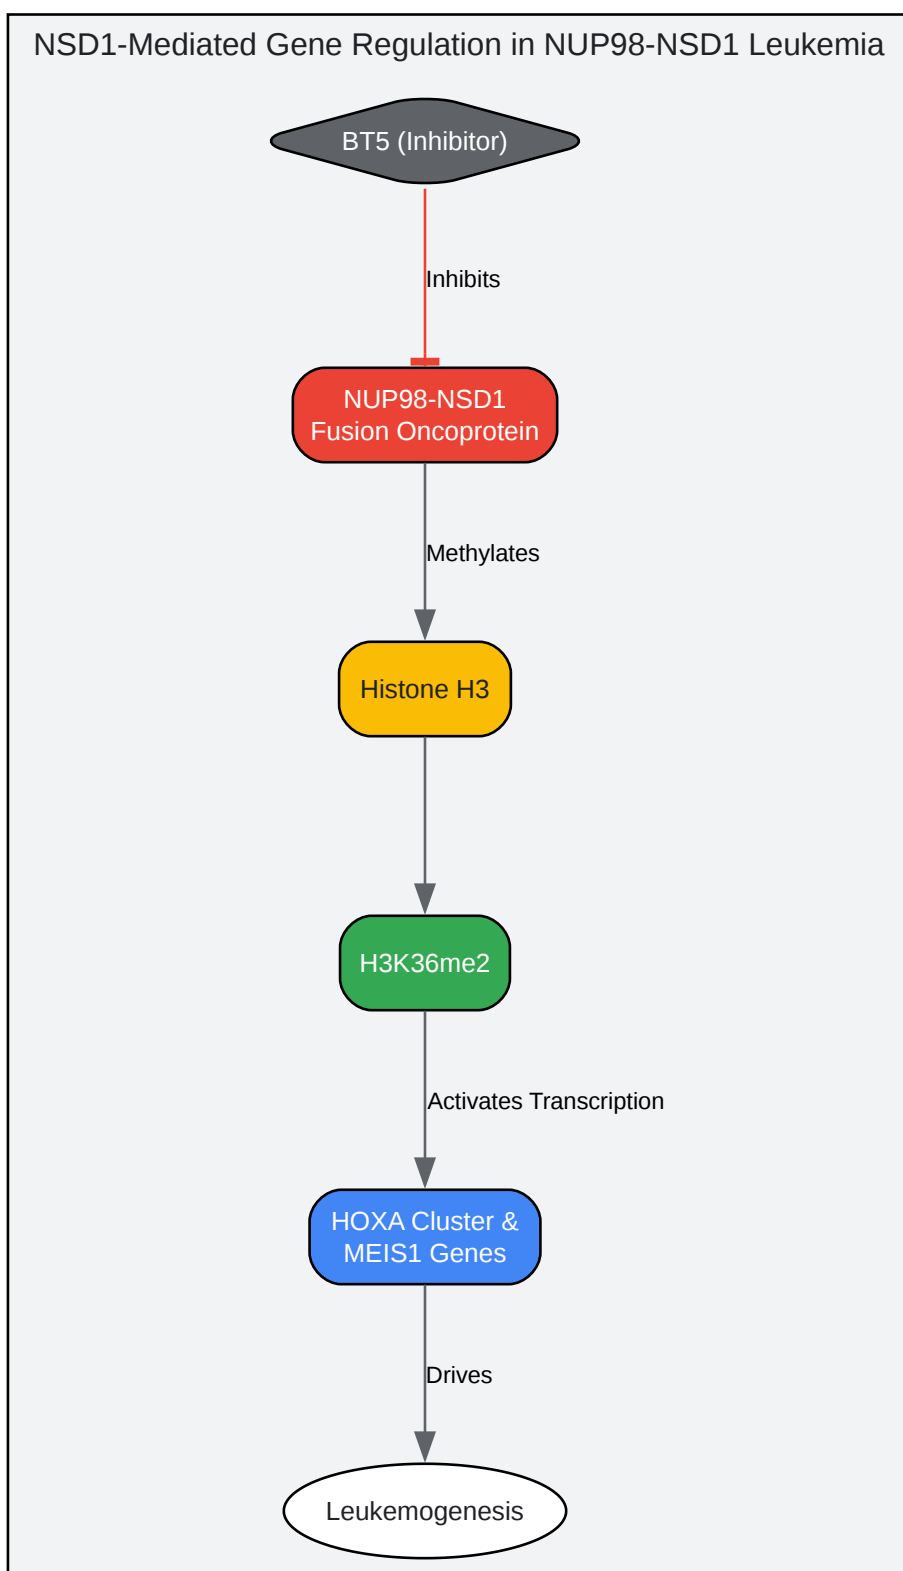 NSD1-Mediated Gene Regulation in NUP98-NSD1 Leukemia
BT5 (Inhibitor)
Inhibits
NUP98-NSD1
Fusion Oncoprotein
Methylates
Histone H3
H3K36me2
Activates Transcription
HOXA Cluster &
MEIS1 Genes
Drives
Leukemogenesis